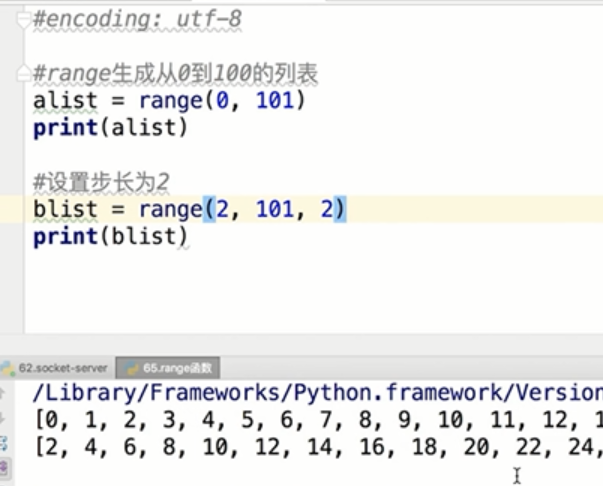 #encoding: utf-8
#range生成从0到100的列表
alist = range(0, 101)
print(alist)
#设置步长为2
blist = range(2, 101, 2)
print(blist)
62.socket-server
65.range函数
/Library/Frameworks/Python.framework/Version
[0, 1, 2, 3, 4, 5, 6, 7, 8, 9, 10, 11, 12, 1
[2, 4, 6, 8, 10, 12, 14, 16, 18, 20, 22, 24,